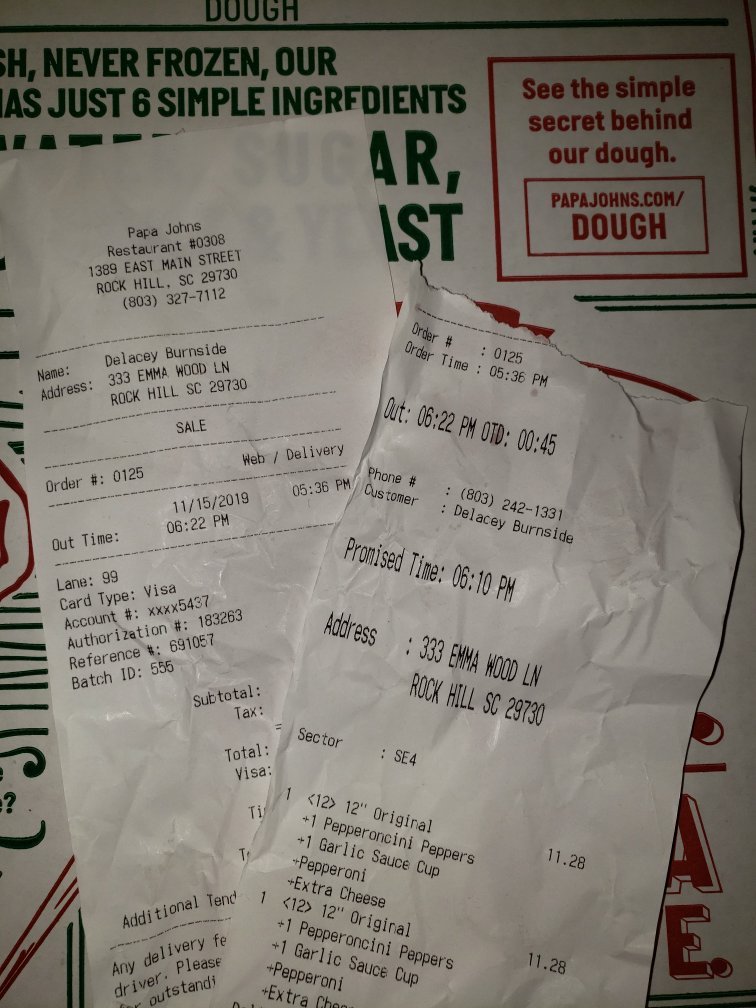 DOUGH
SH, NEVER FROZEN, OUR
HAS JUST 6 SIMPLE INGREDIENTS
SUGAR,
See the simple
secret behind
our dough.
PAPAJOHNS.COM/
DOUGH
Papa Johns
Restaurant #0308
1389 EAST MAIN STREET
ROCK HILL, SC 29730
(803) 327-7112
Name: Delacey Burnside
Address: 333 EMMA WOOD LN
ROCK HILL SC 29730
SALE
Order #: 0125 Web / Delivery
11/15/2019 05:36 PM
Out Time: 06:22 PM
Lane: 99
Card Type: Visa
Account #: xxxx5437
Authorization #: 183263
Reference #: 691057
Batch ID: 555
Subtotal:
Tax:
Total:
Visa:
Ti
T
Additional Tend
Any delivery fe
driver. Please
for outstandi
Order # : 0125
Order Time : 05:36 PM
Out: 06:22 PM OTD: 00:45
Phone # : (803) 242-1331
Customer : Delacey Burnside
Promised Time: 06:10 PM
Address : 333 EMMA WOOD LN
ROCK HILL SC 29730
Sector : SE4
1 <12> 12" Original 11.28
+1 Pepperoncini Peppers
+1 Garlic Sauce Cup
+Pepperoni
+Extra Cheese
1 <12> 12" Original 11.28
+1 Pepperoncini Peppers
+1 Garlic Sauce Cup
+Pepperoni
+Extra Chees